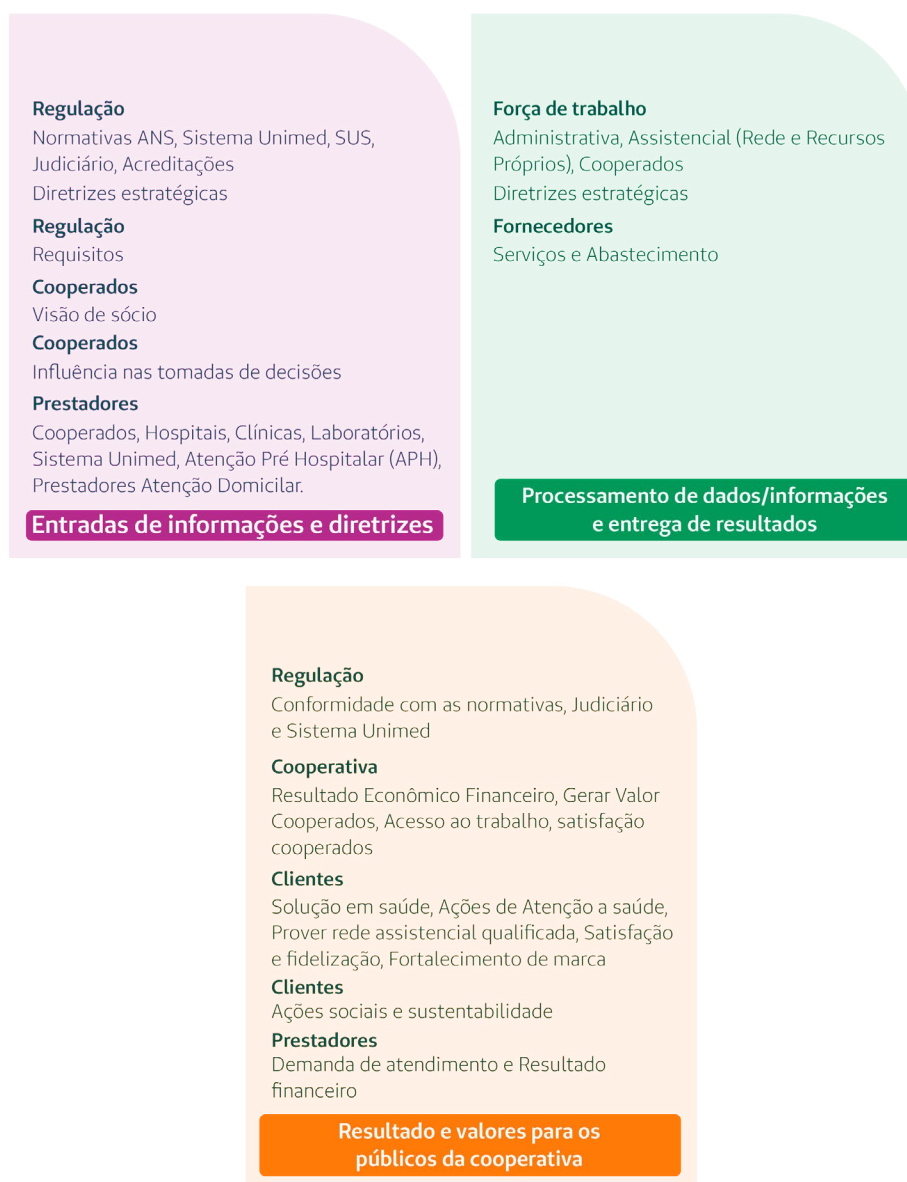 Regulação
Normativas ANS, Sistema Unimed, SUS,
Judiciário, Acreditações
Diretrizes estratégicas
Regulação
Requisitos
Cooperados
Visão de sócio
Cooperados
Influência nas tomadas de decisões
Prestadores
Cooperados, Hospitais, Clínicas, Laboratórios,
Sistema Unimed, Atenção Pré Hospitalar (APH),
Prestadores Atenção Domicilar.
Entradas de informações e diretrizes
Força de trabalho
Administrativa, Assistencial (Rede e Recursos
Próprios), Cooperados
Diretrizes estratégicas
Fornecedores
Serviços e Abastecimento
Processamento de dados/informações
e entrega de resultados
Regulação
Conformidade com as normativas, Judiciário
e Sistema Unimed
Cooperativa
Resultado Econômico Financeiro, Gerar Valor
Cooperados, Acesso ao trabalho, satisfação
cooperados
Clientes
Solução em saúde, Ações de Atenção a saúde,
Prover rede assistencial qualificada, Satisfação
e fidelização, Fortalecimento de marca
Clientes
Ações sociais e sustentabilidade
Prestadores
Demanda de atendimento e Resultado
financeiro
Resultado e valores para os
públicos da cooperativa